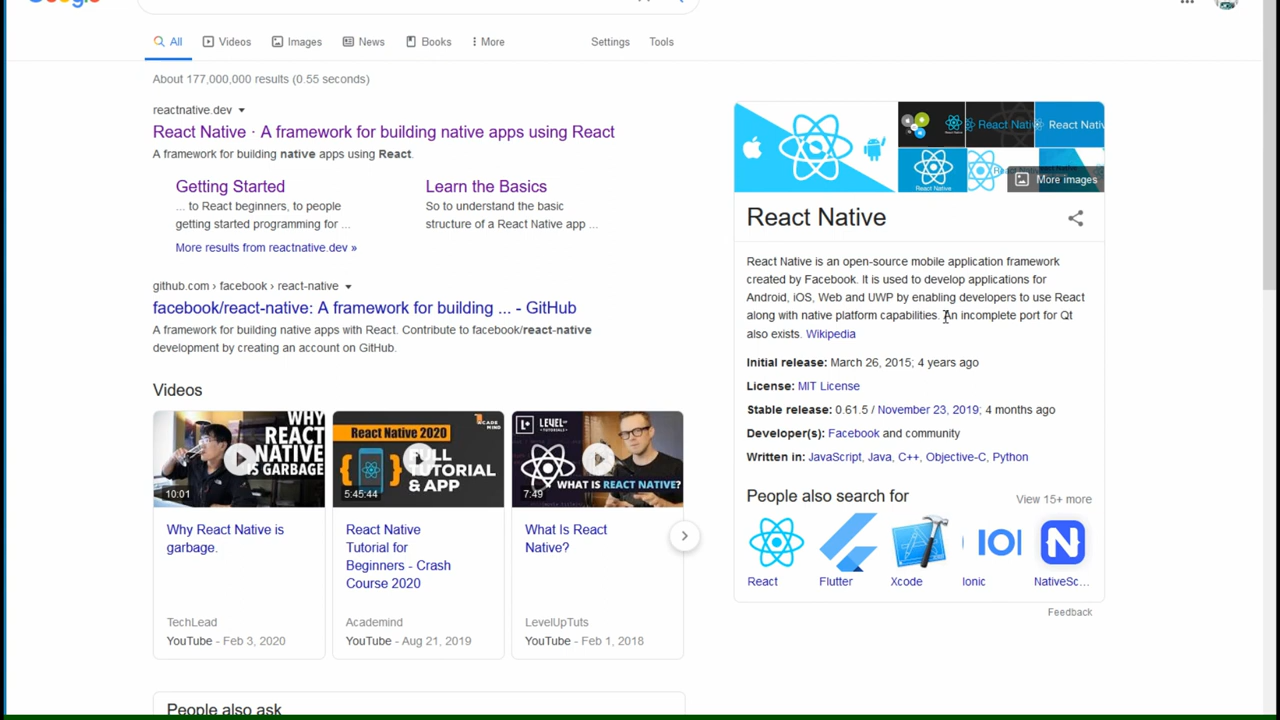 Google
All
Videos
Images
News
Books
More
Settings
Tools
About 177,000,000 results (0.55 seconds)
reactnative.dev
React Native · A framework for building native apps using React
A framework for building native apps using React.
Getting Started
... to React beginners, to people
getting started programming for ...
Learn the Basics
So to understand the basic
structure of a React Native app ...
More results from reactnative.dev »
github.com › facebook › react-native
facebook/react-native: A framework for building ... - GitHub
A framework for building native apps with React. Contribute to facebook/react-native
development by creating an account on GitHub.
Videos
WHY
REACT
NATIVE
IS GARBAGE
10:01
Why React Native is
garbage.
TechLead
YouTube - Feb 3, 2020
ACADE
MIND
React Native 2020
FULL
TUTORIAL
& APP
5:45:44
React Native
Tutorial for
Beginners - Crash
Course 2020
Academind
YouTube - Aug 21, 2019
LEVELUP
TUTORIALS
WHAT IS REACT NATIVE?
7:49
What Is React
Native?
LevelUpTuts
YouTube - Feb 1, 2018
People also ask
React Nativ
React Nativ
React Native
More images
React Native
React Native is an open-source mobile application framework
created by Facebook. It is used to develop applications for
Android, iOS, Web and UWP by enabling developers to use React
along with native platform capabilities. An incomplete port for Qt
also exists. Wikipedia
Initial release: March 26, 2015; 4 years ago
License: MIT License
Stable release: 0.61.5 / November 23, 2019; 4 months ago
Developer(s): Facebook and community
Written in: JavaScript, Java, C++, Objective-C, Python
People also search for
View 15+ more
React
Flutter
Xcode
Ionic
NativeSc...
Feedback